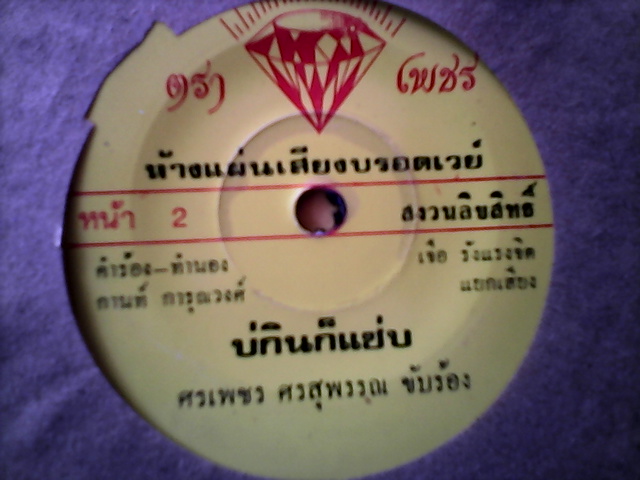 ตรา เพชร
ห้างแผ่นเสียงบรอดเวย์
หน้า 2 สงวนลิขสิทธิ์
คำร้อง-ทำนอง
กานท์ การุณวงศ์
เชื้อ รังแรงจิต
แยกเสียง
บ่กินก็แซ่บ
ศรเพชร ศรสุพรรณ ขับร้อง